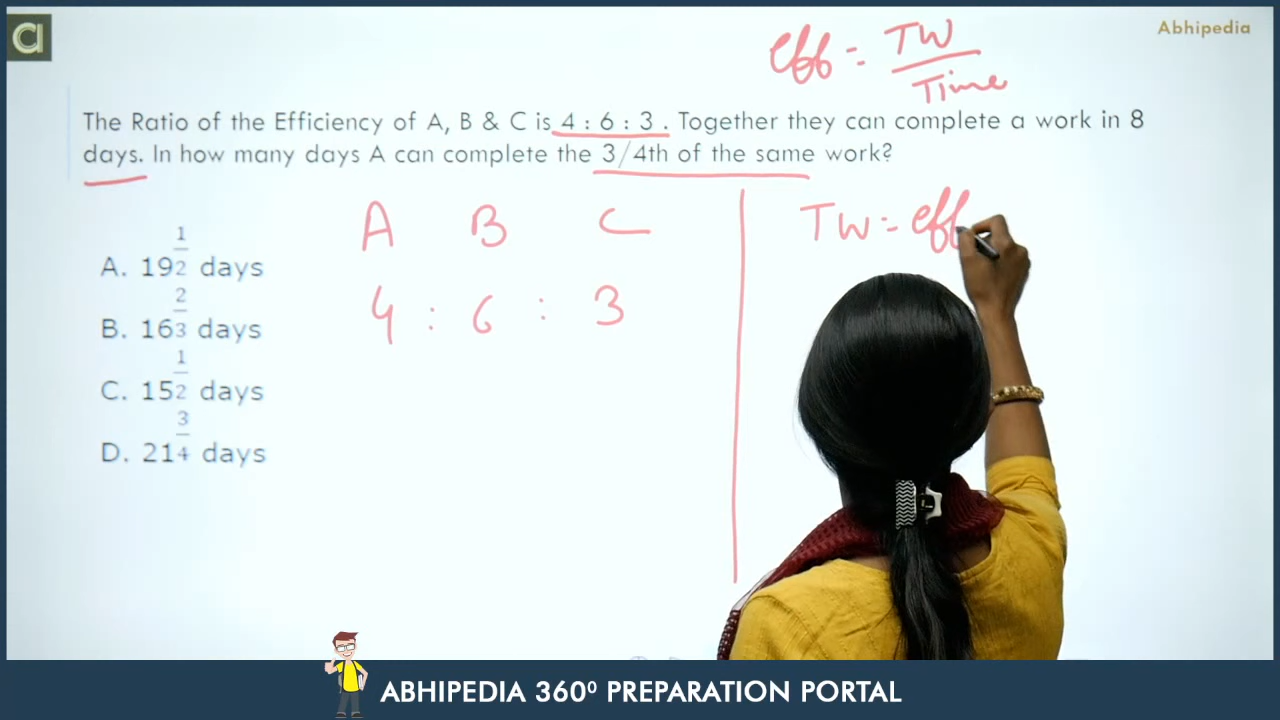 Abhipedia
eff = TW / Time
The Ratio of the Efficiency of A, B & C is 4 : 6 : 3 . Together they can complete a work in 8
days. In how many days A can complete the 3/4th of the same work?
A. 19 1/2 days
B. 16 2/3 days
C. 15 1/2 days
D. 21 3/4 days
A B C
4 : 6 : 3
TW = eff
ABHIPEDIA 360⁰ PREPARATION PORTAL